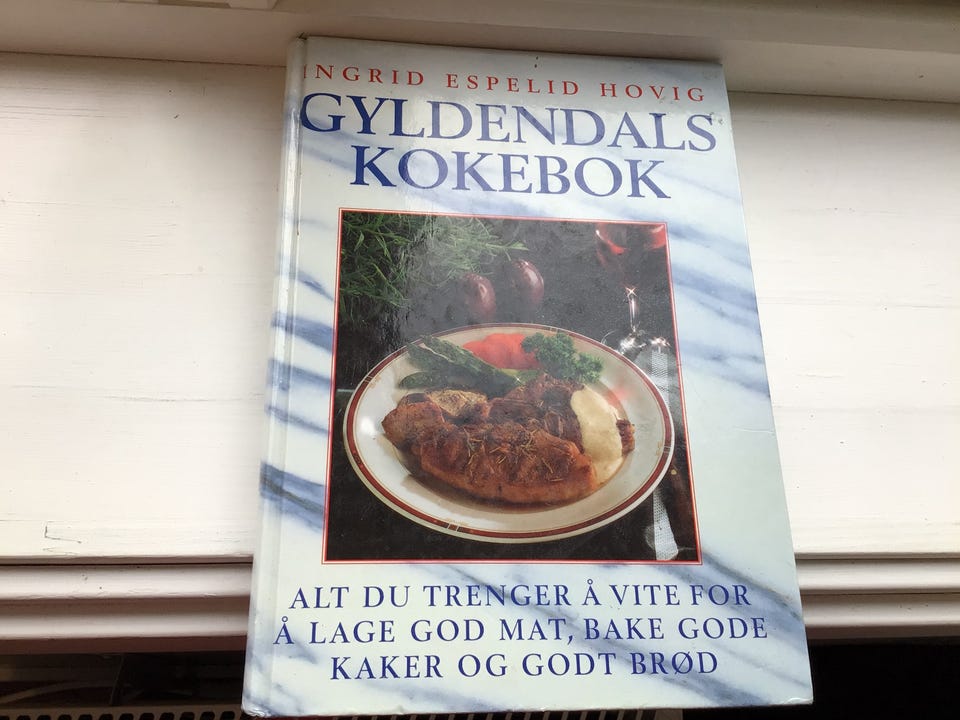 INGRID ESPELID HOVIG
GYLDENDALS
KOKEBOK
ALT DU TRENGER Å VITE FOR
Å LAGE GOD MAT, BAKE GODE
KAKER OG GODT BRØD